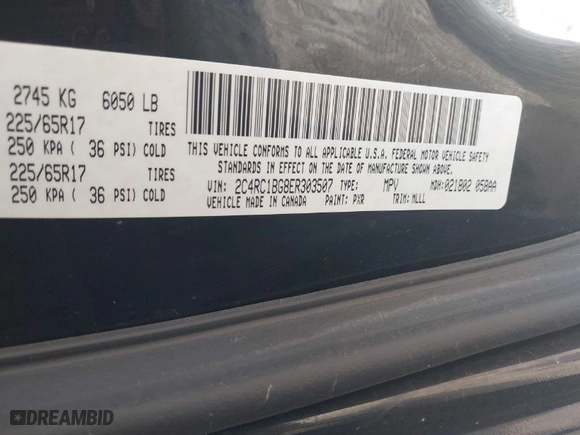 2745 KG 6050 LB
225/65R17 TIRES
250 KPA ( 36 PSI) COLD
225/65R17 TIRES
250 KPA ( 36 PSI) COLD
THIS VEHICLE CONFORMS TO ALL APPLICABLE U.S.A. FEDERAL MOTOR VEHICLE SAFETY
STANDARDS IN EFFECT ON THE DATE OF MANUFACTURE SHOWN ABOVE.
VIN: 2C4RC1BG8ER303507 TYPE: MPV MDH:021802 058AA
VEHICLE MADE IN CANADA PAINT: PXR TRIM: MLLL
DREAMBID